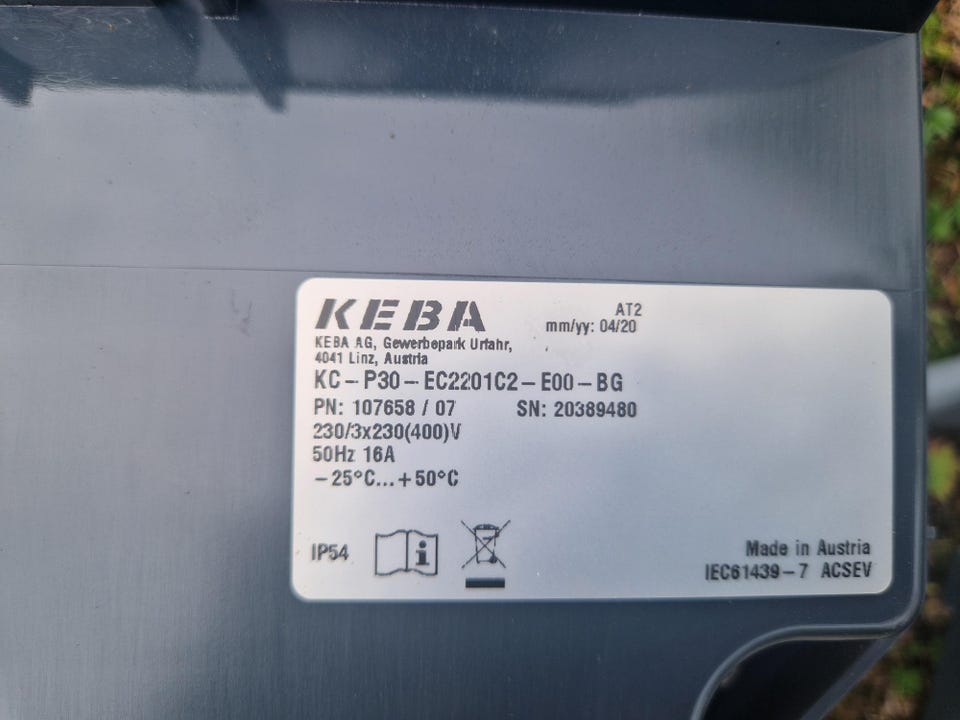 KEBA
AT2
mm/yy: 04/20
KEBA AG, Gewerbepark Urfahr,
4041 Linz, Austria
KC-P30-EC2201C2-E00-BG
PN: 107658 / 07 SN: 20389480
230/3x230(400)V
50Hz 16A
-25°C...+50°C
IP54
i
Made in Austria
IEC61439-7 ACSEV